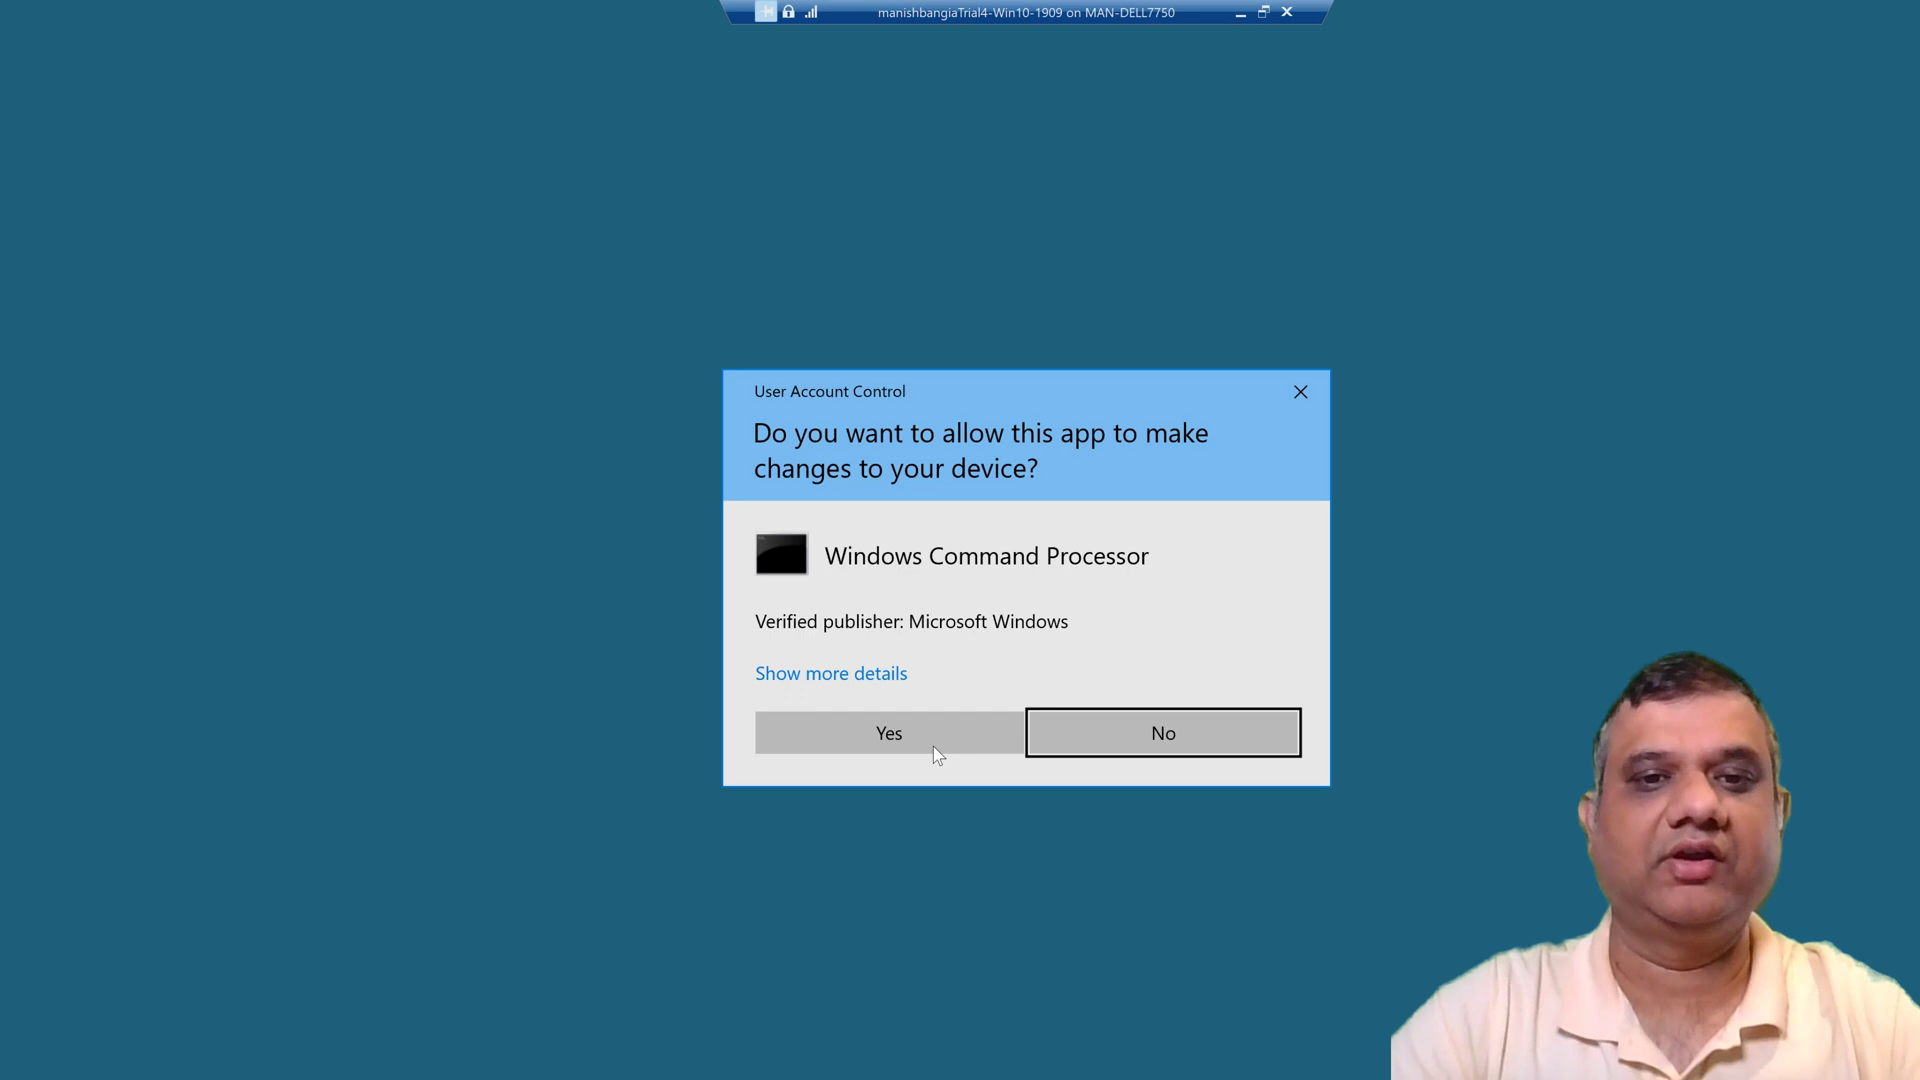 manishbangiaTrial4-Win10-1909 on MAN-DELL7750
User Account Control
Do you want to allow this app to make
changes to your device?
Windows Command Processor
Verified publisher: Microsoft Windows
Show more details
Yes
No